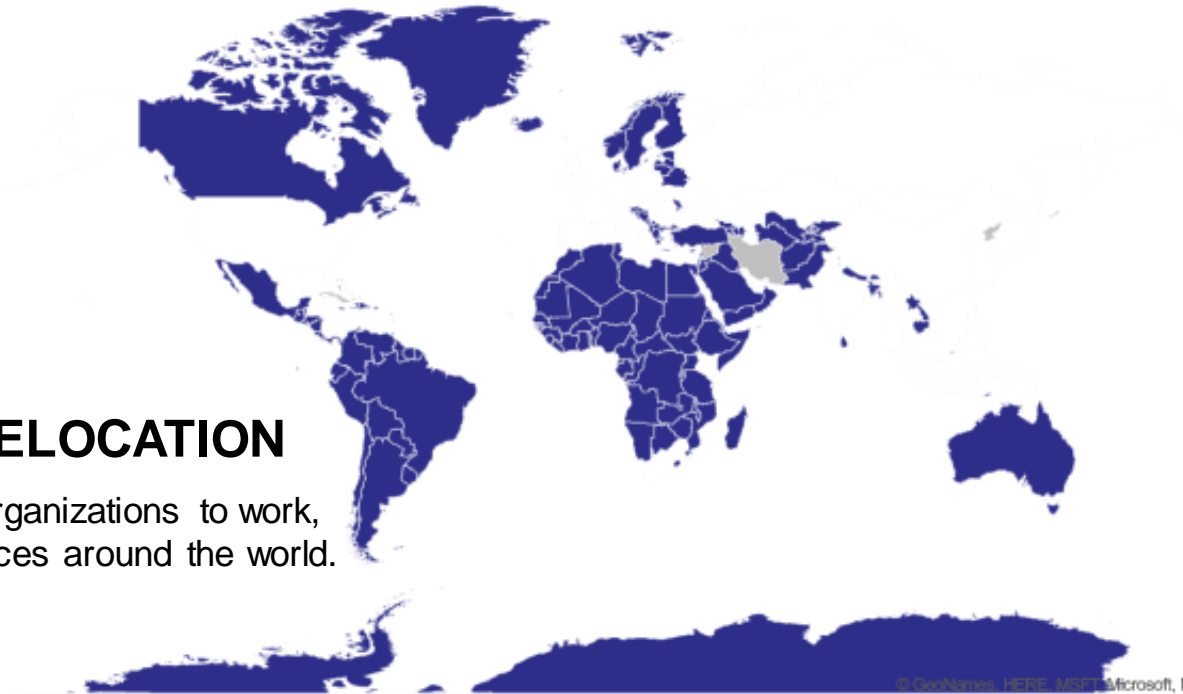 ELOCATION
rganizations to work,
ces around the world.
© GeoNames, HERE, MSFT, Microsoft,